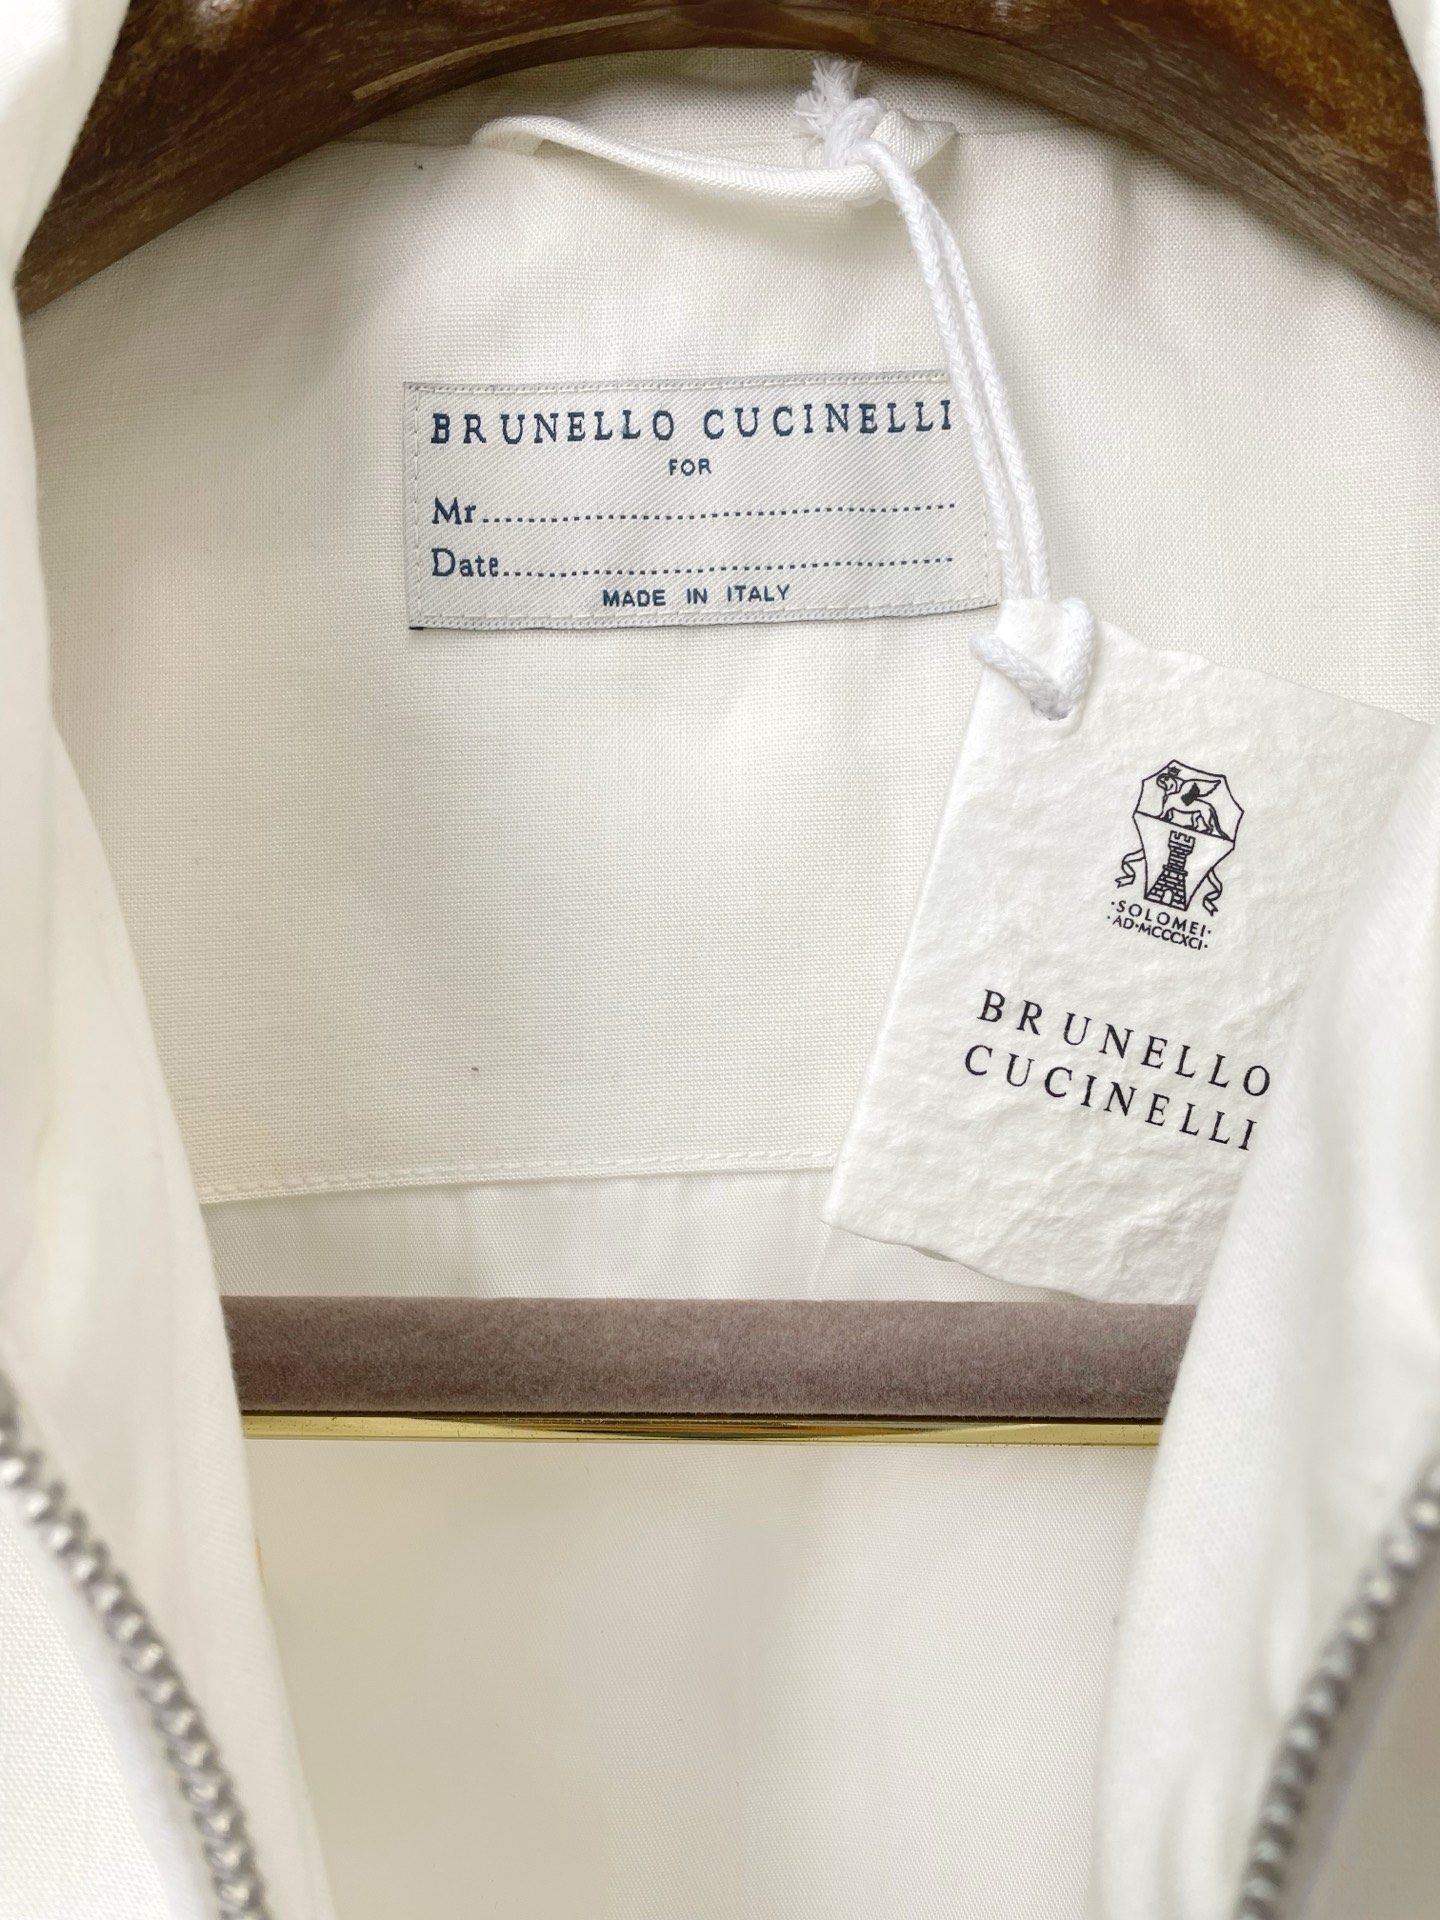 BRUNELLO CUCINELLI
FOR
Mr
Date
MADE IN ITALY
·SOLOMEI·
·AD·MCCCXCI·
BRUNELLO
CUCINELLI